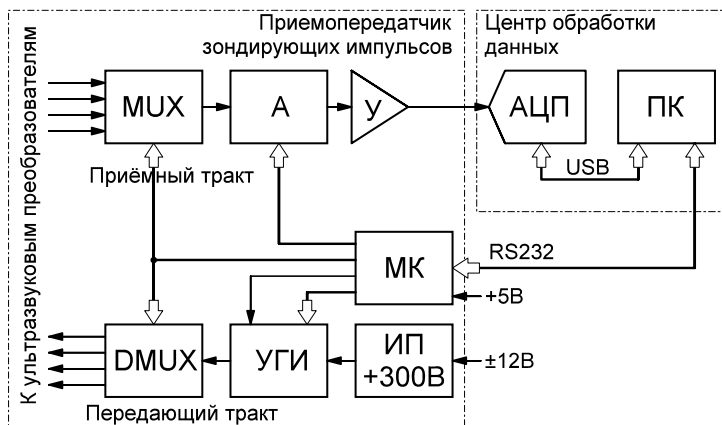 Приемопередатчик
зондирующих импульсов
Центр обработки
данных
К ультразвуковым преобразователям
MUX
А
У
АЦП
ПК
USB
Приёмный тракт
МК
RS232
+5В
DMUX
УГИ
ИП
+300В
±12В
Передающий тракт